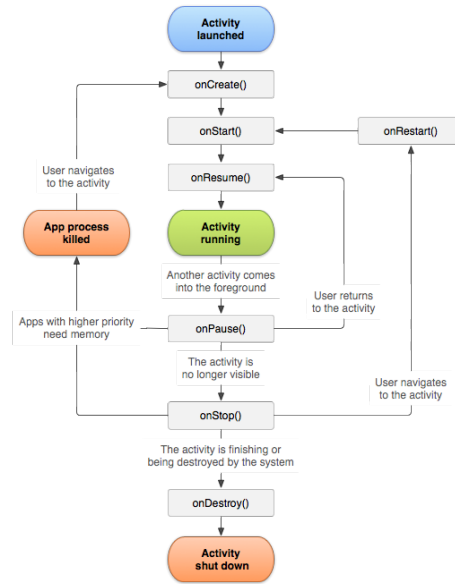 Activity
launched
onCreate()
onStart()
onRestart()
User navigates
to the activity
onResume()
App process
killed
Activity
running
Another activity comes
into the foreground
User returns
to the activity
Apps with higher priority
need memory
onPause()
The activity is
no longer visible
User navigates
to the activity
onStop()
The activity is finishing or
being destroyed by the system
onDestroy()
Activity
shut down